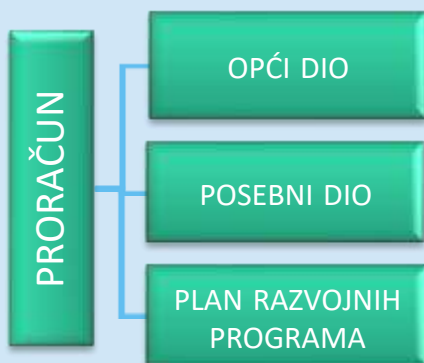 PRORAČUN
OPĆI DIO
POSEBNI DIO
PLAN RAZVOJNIH
PROGRAMA